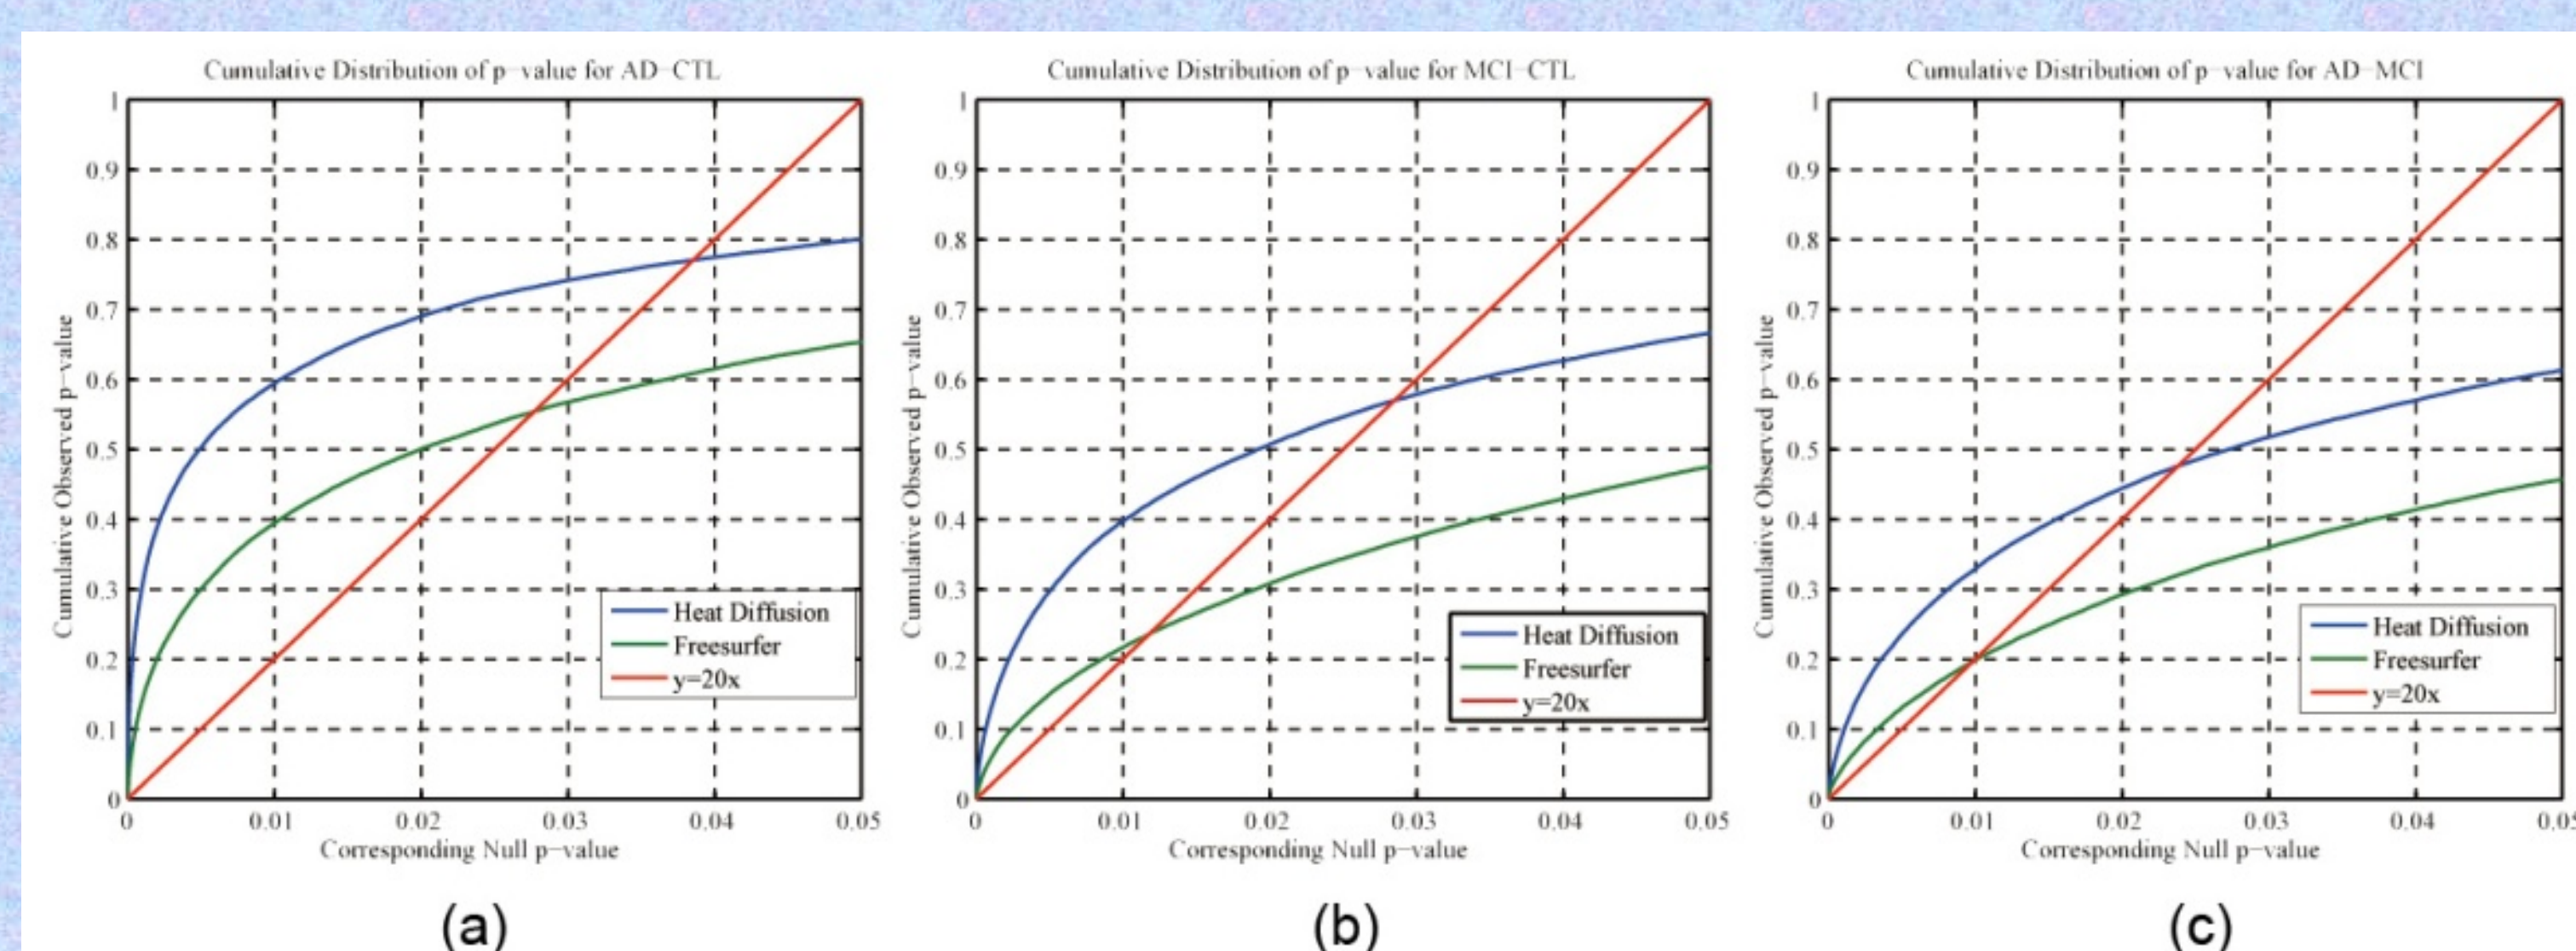 Cumulative Distribution of p-value for AD-CTL
1
0.9
0.8
0.7
0.6
0.5
0.4
0.3
0.2
0.1
0
Cumulative Observed p-value
Heat Diffusion
Freesurfer
y=20x
0 0.01 0.02 0.03 0.04 0.05
Corresponding Null p-value
(a)
Cumulative Distribution of p-value for MCI-CTL
1
0.9
0.8
0.7
0.6
0.5
0.4
0.3
0.2
0.1
0
Cumulative Observed p-value
Heat Diffusion
Freesurfer
y=20x
0 0.01 0.02 0.03 0.04 0.05
Corresponding Null p-value
(b)
Cumulative Distribution of p-value for AD-MCI
1
0.9
0.8
0.7
0.6
0.5
0.4
0.3
0.2
0.1
0
Cumulative Observed p-value
Heat Diffusion
Freesurfer
y=20x
0 0.01 0.02 0.03 0.04
Corresponding Null p-value
(c)